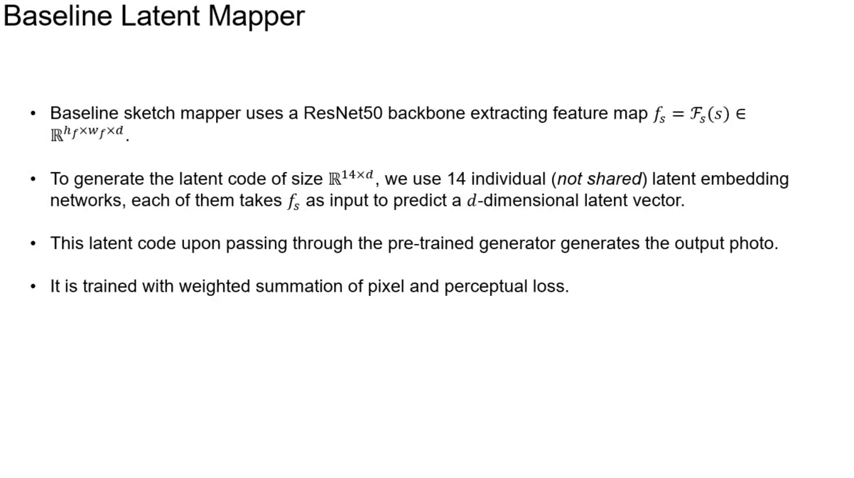 Baseline Latent Mapper
• Baseline sketch mapper uses a ResNet50 backbone extracting feature map 𝑓ₛ = ℱₛ(𝑠) ∈
ℝ^{ℎ_𝑓×𝑤_𝑓×𝑑}.
• To generate the latent code of size ℝ^{14×𝑑}, we use 14 individual (not shared) latent embedding
networks, each of them takes 𝑓ₛ as input to predict a 𝑑-dimensional latent vector.
• This latent code upon passing through the pre-trained generator generates the output photo.
• It is trained with weighted summation of pixel and perceptual loss.